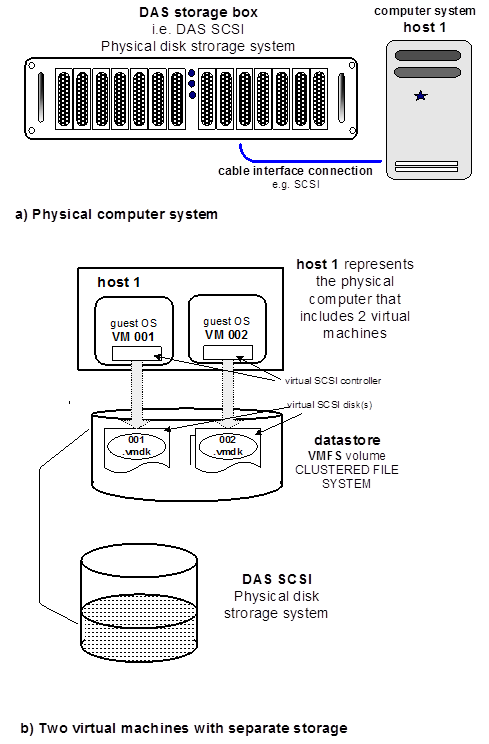 DAS storage box
i.e. DAS SCSI
Physical disk strorage system
computer system
host 1
cable interface connection
e.g. SCSI
a) Physical computer system
host 1
guest OS
VM 001
guest OS
VM 002
host 1 represents
the physical
computer that
includes 2 virtual
machines
virtual SCSI controller
virtual SCSI disk(s)
001
.vmdk
002
.vmdk
datastore
VMFS volume
CLUSTERED FILE
SYSTEM
DAS SCSI
Physical disk
strorage system
b) Two virtual machines with separate storage